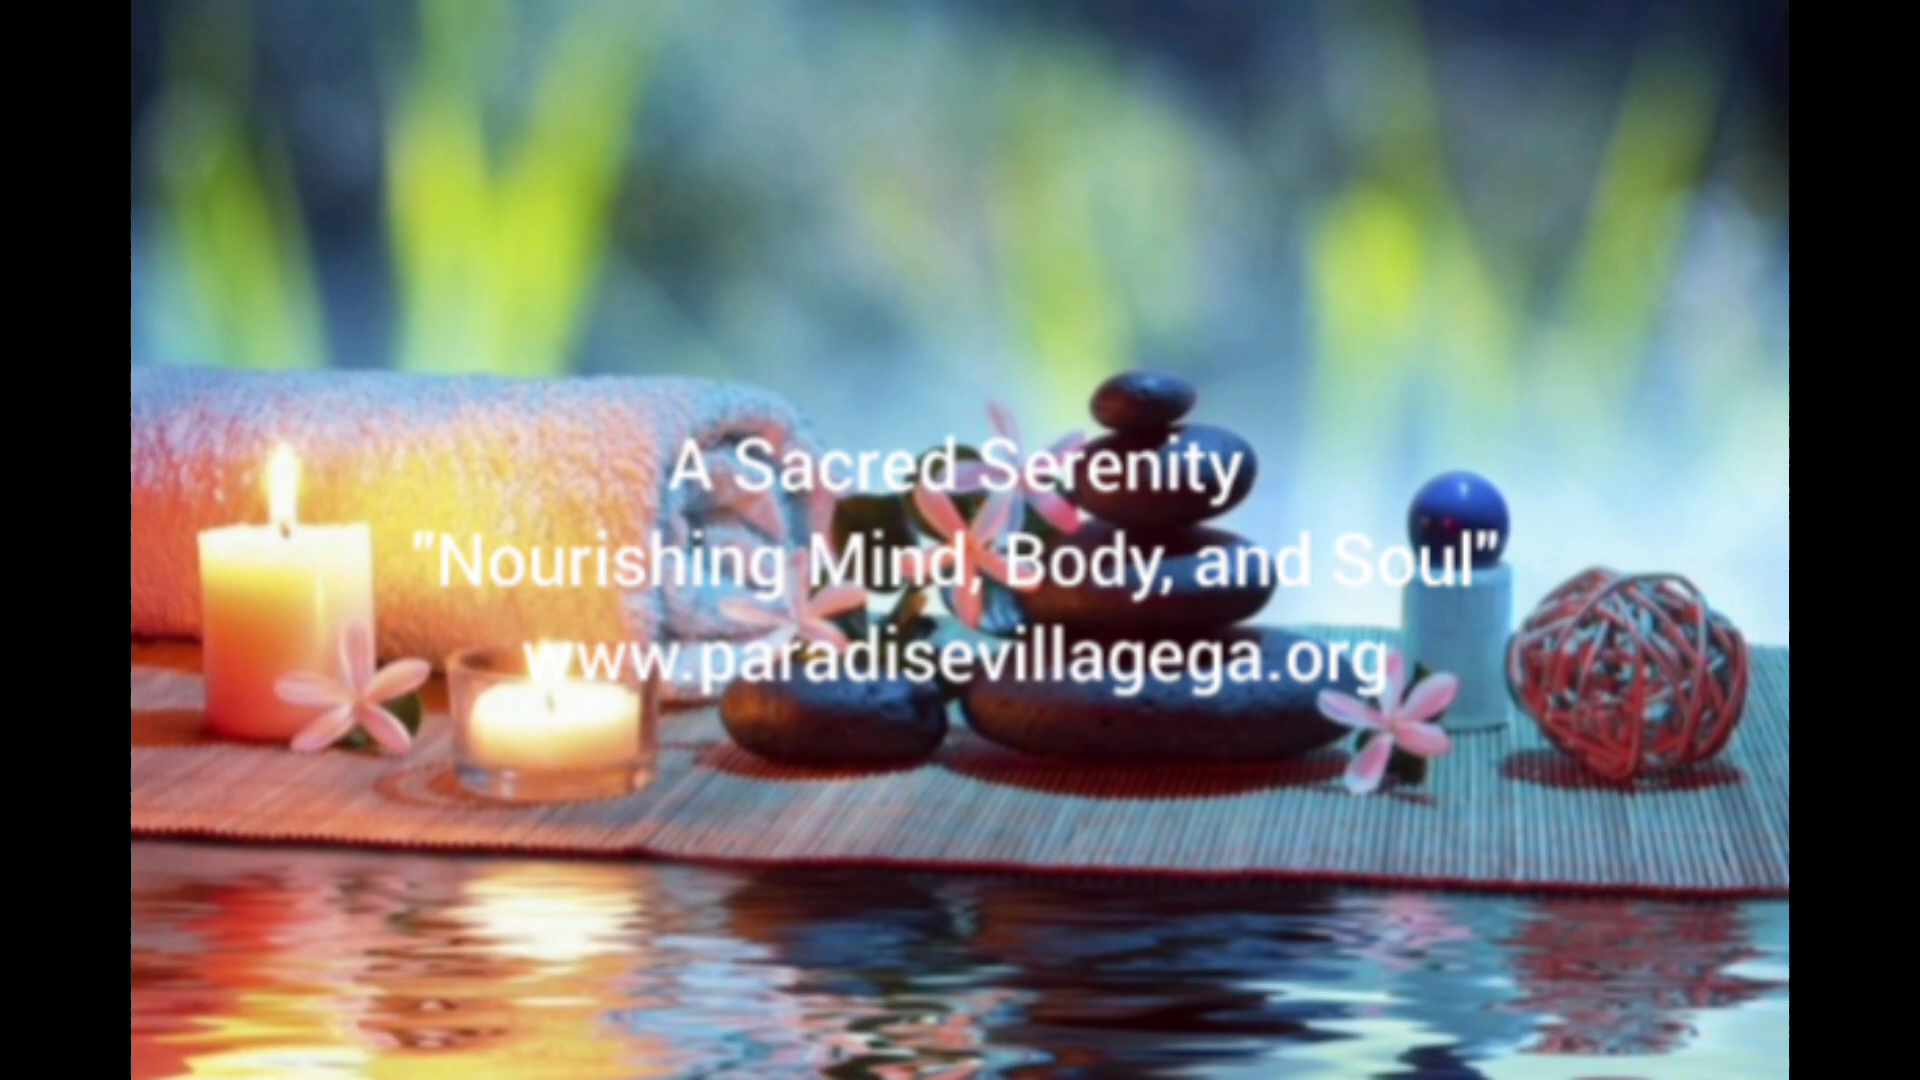 A Sacred Serenity
"Nourishing Mind, Body, and Soul"
www.paradisevillagega.org